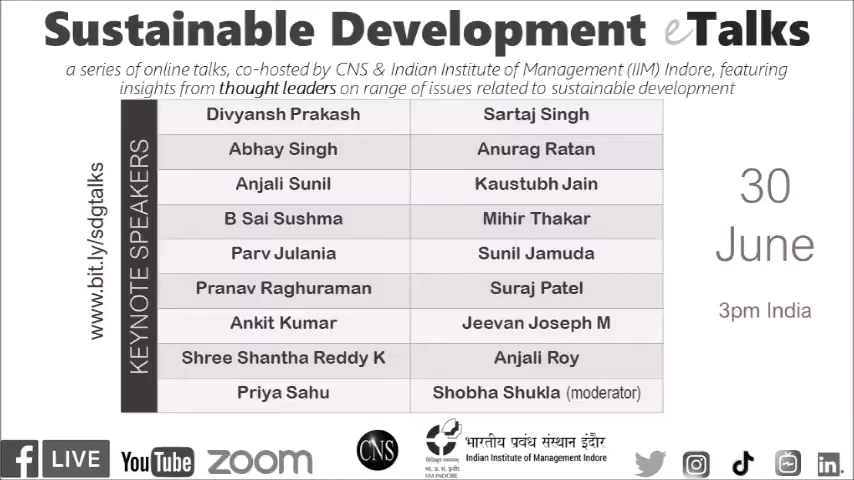 Sustainable Development eTalks
a series of online talks, co-hosted by CNS & Indian Institute of Management (IIM) Indore, featuring
insights from thought leaders on range of issues related to sustainable development
www.bit.ly/sdgtalks
KEYNOTE SPEAKERS
Divyansh Prakash Sartaj Singh
Abhay Singh Anurag Ratan
Anjali Sunil Kaustubh Jain
B Sai Sushma Mihir Thakar
Parv Julania Sunil Jamuda
Pranav Raghuraman Suraj Patel
Ankit Kumar Jeevan Joseph M
Shree Shantha Reddy K Anjali Roy
Priya Sahu Shobha Shukla (moderator)
30
June
3pm India
f LIVE
YouTube
zoom
CNS
भा. प्र. सं. इन्दौर
IIM INDORE
भारतीय प्रबंध संस्थान इंदौर
Indian Institute of Management Indore
in.